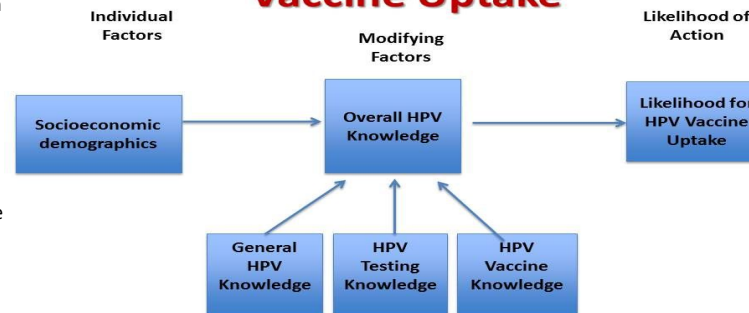 Vaccine Uptake
Individual
Factors
Modifying
Factors
Likelihood of
Action
Socioeconomic
demographics
Overall HPV
Knowledge
Likelihood for
HPV Vaccine
Uptake
General
HPV
Knowledge
HPV
Testing
Knowledge
HPV
Vaccine
Knowledge